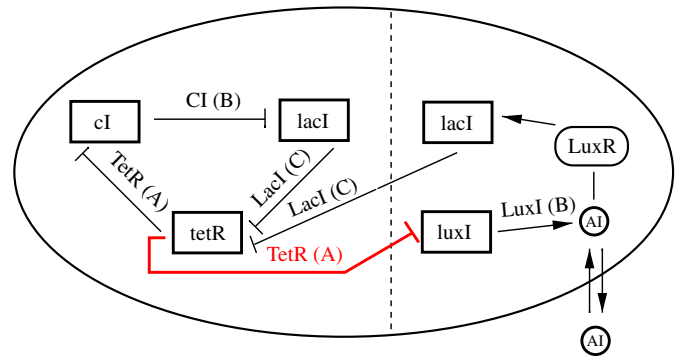 CI (B)
cI
lacI
lacI
LuxR
TetR (A)
LacI (C)
LacI (C)
LuxI (B)
tetR
luxI
AI
TetR (A)
AI